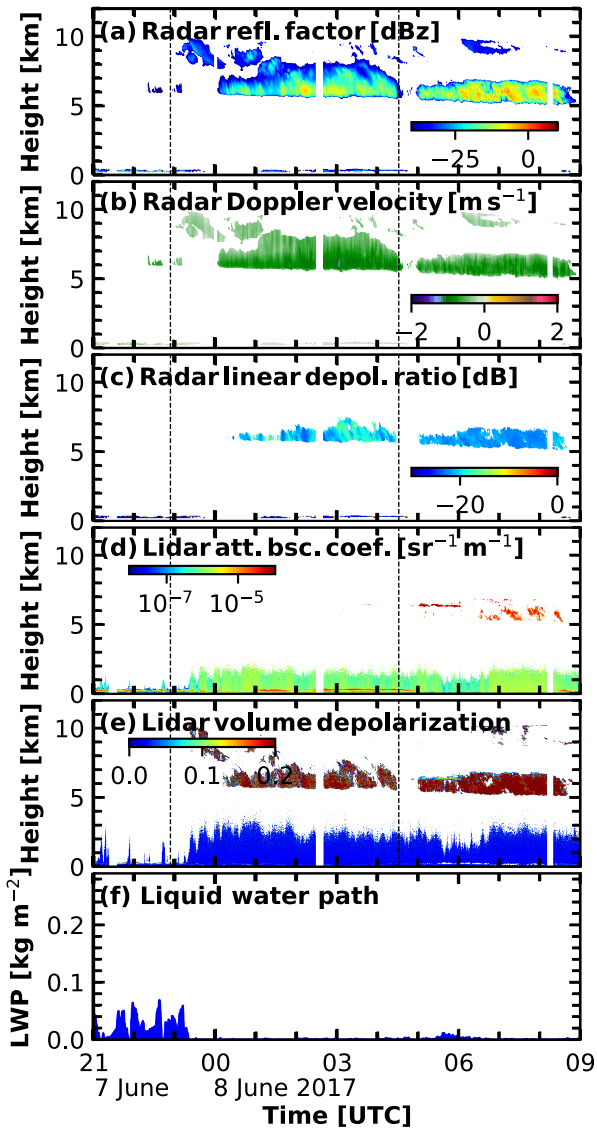 (a) Radar refl. factor [dBz]
Height [km]
10
5
0
−25 0
(b) Radar Doppler velocity [m s⁻¹]
Height [km]
10
5
0
−2 0 2
(c) Radar linear depol. ratio [dB]
Height [km]
10
5
0
−20 0
(d) Lidar att. bsc. coef. [sr⁻¹ m⁻¹]
Height [km]
10
5
0
10⁻⁷ 10⁻⁵
(e) Lidar volume depolarization
Height [km]
10
5
0
0.0 0.1 0.2
(f) Liquid water path
LWP [kg m⁻²]
0.2
0.1
0.0
21 00 03 06 09
7 June 8 June 2017
Time [UTC]